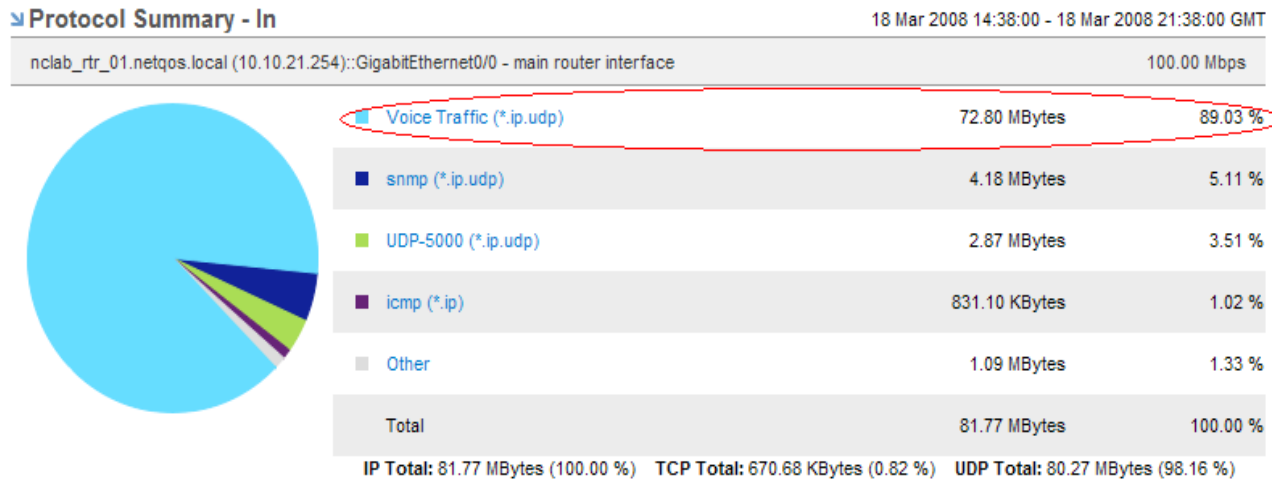 Protocol Summary - In 18 Mar 2008 14:38:00 - 18 Mar 2008 21:38:00 GMT
nclab_rtr_01.netqos.local (10.10.21.254)::GigabitEthernet0/0 - main router interface 100.00 Mbps
Voice Traffic (*.ip.udp) 72.80 MBytes 89.03 %
snmp (*.ip.udp) 4.18 MBytes 5.11 %
UDP-5000 (*.ip.udp) 2.87 MBytes 3.51 %
icmp (*.ip) 831.10 KBytes 1.02 %
Other 1.09 MBytes 1.33 %
Total 81.77 MBytes 100.00 %
IP Total: 81.77 MBytes (100.00 %) TCP Total: 670.68 KBytes (0.82 %) UDP Total: 80.27 MBytes (98.16 %)